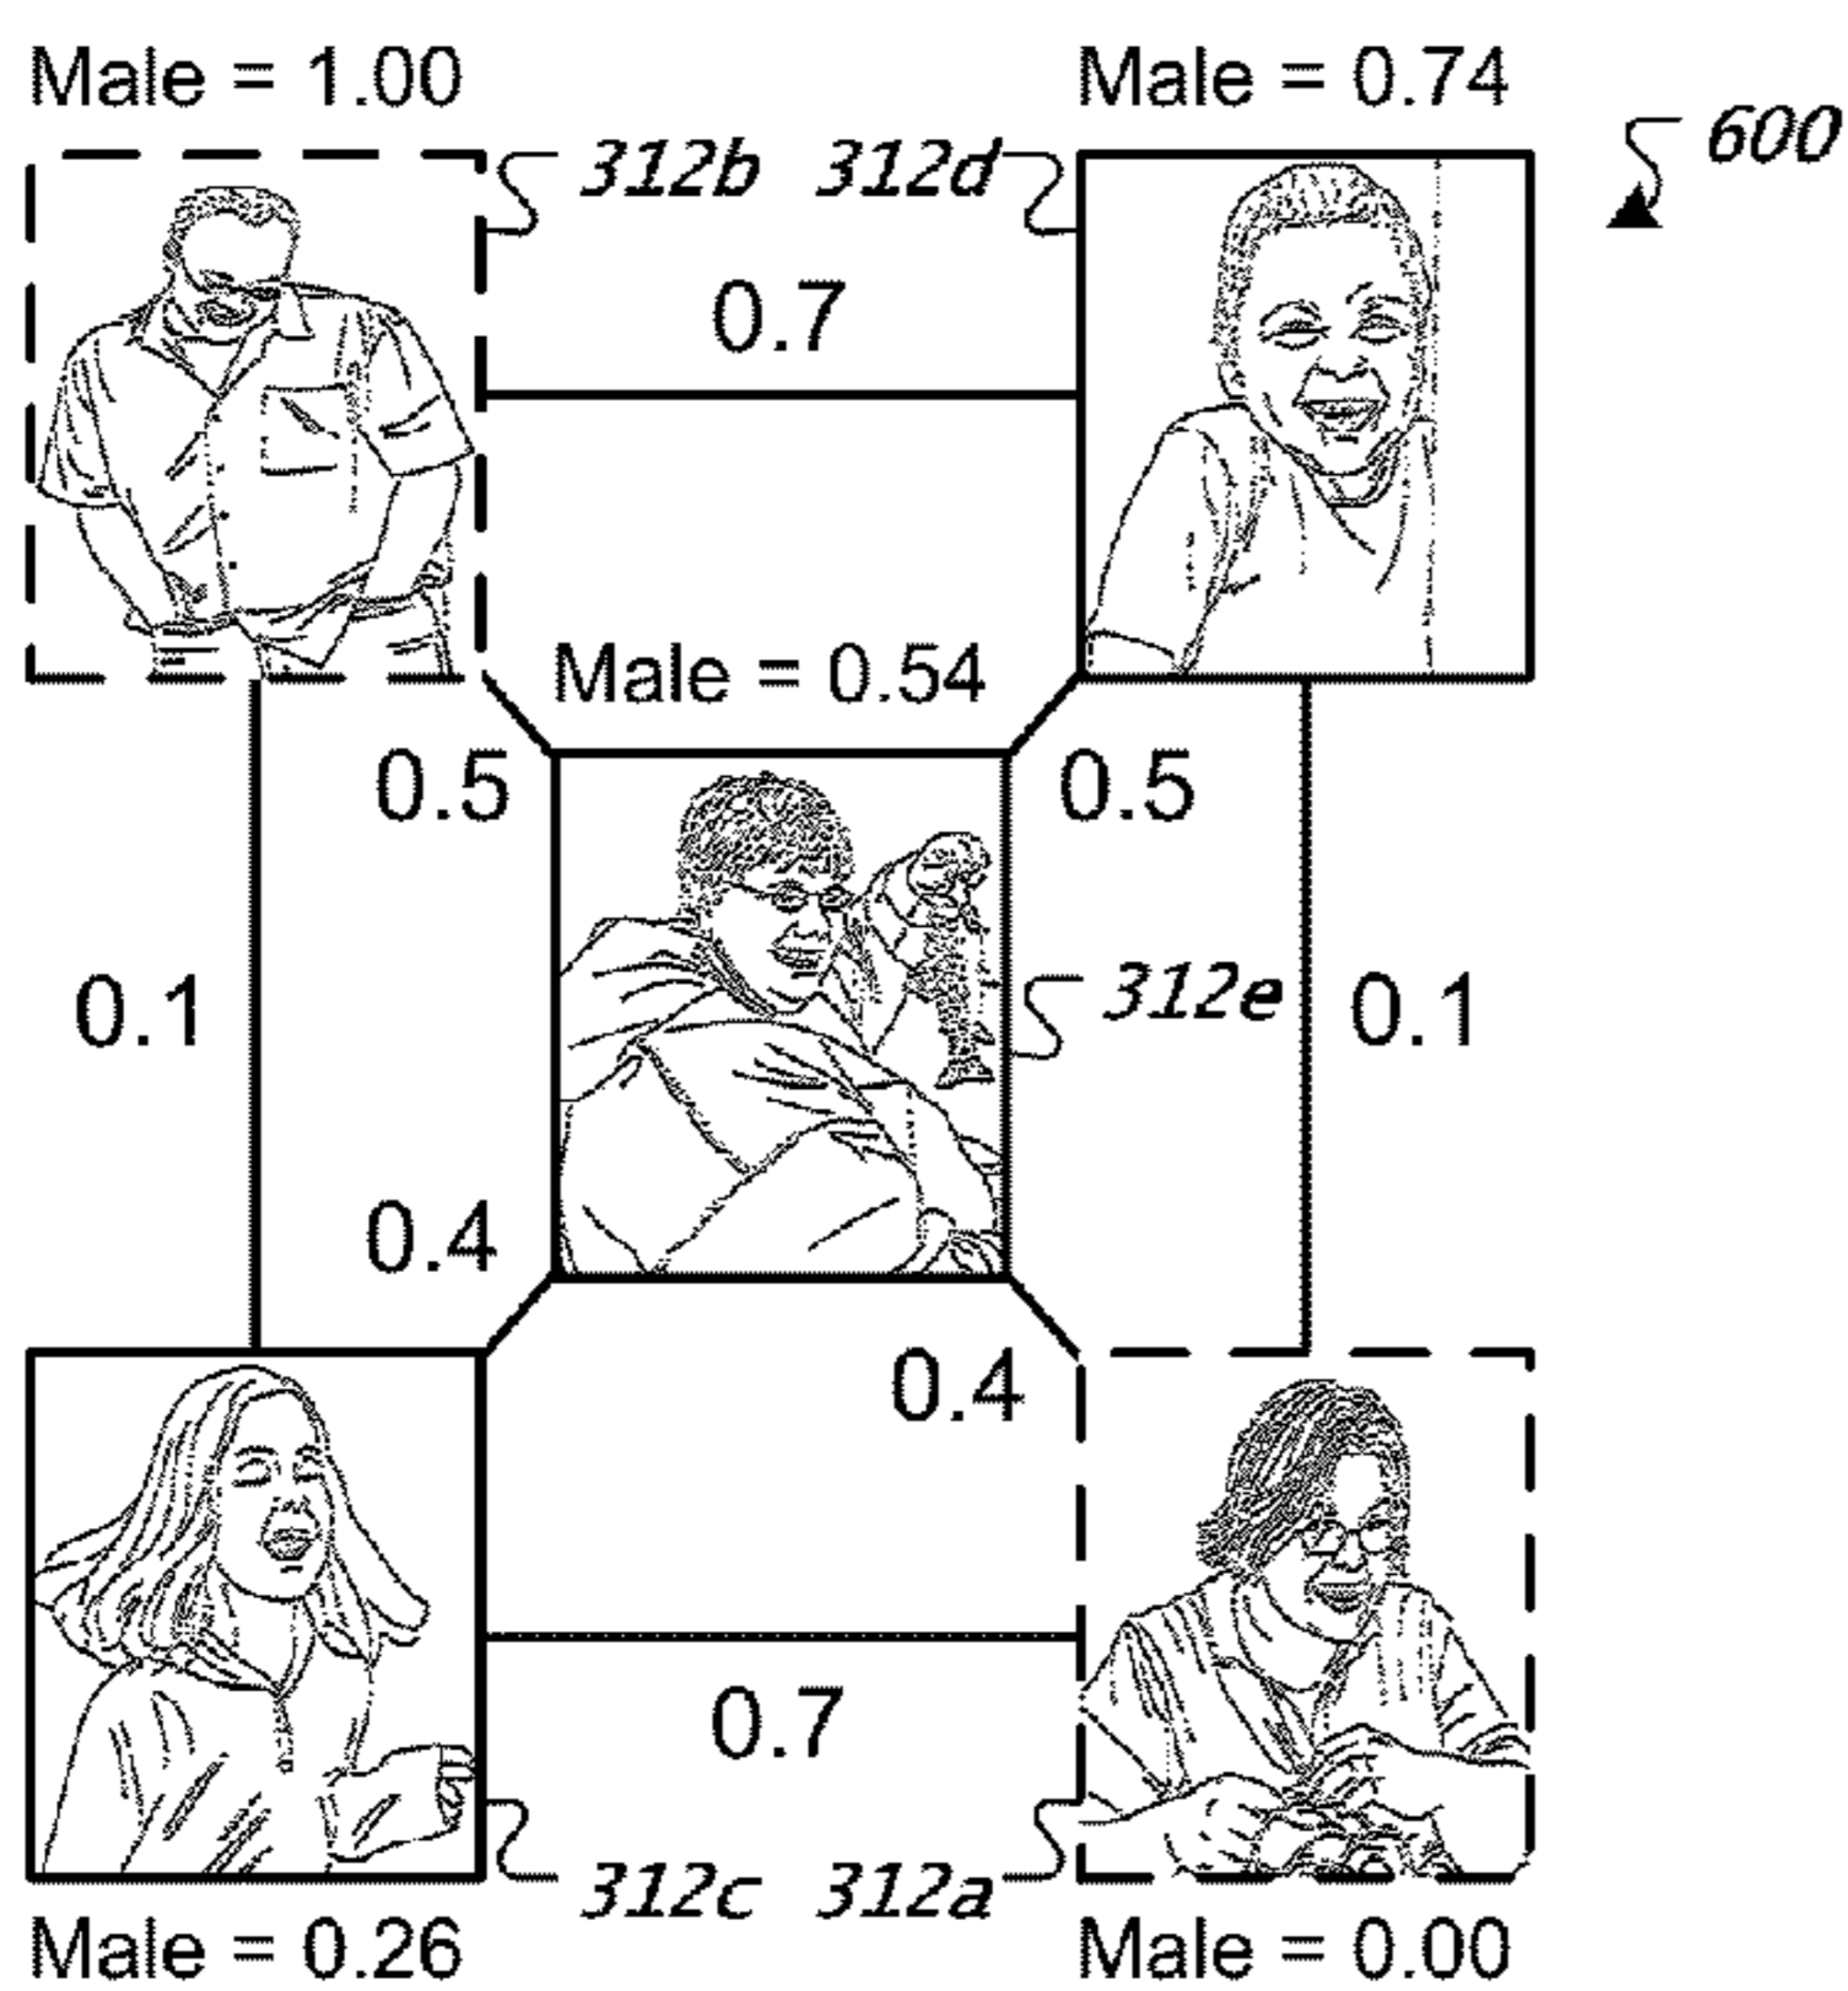 Male = 1.00
Male = 0.74
600
312b
312d
0.7
Male = 0.54
0.5
0.5
0.1
312e
0.1
0.4
0.4
0.7
312c
312a
Male = 0.26
Male = 0.00